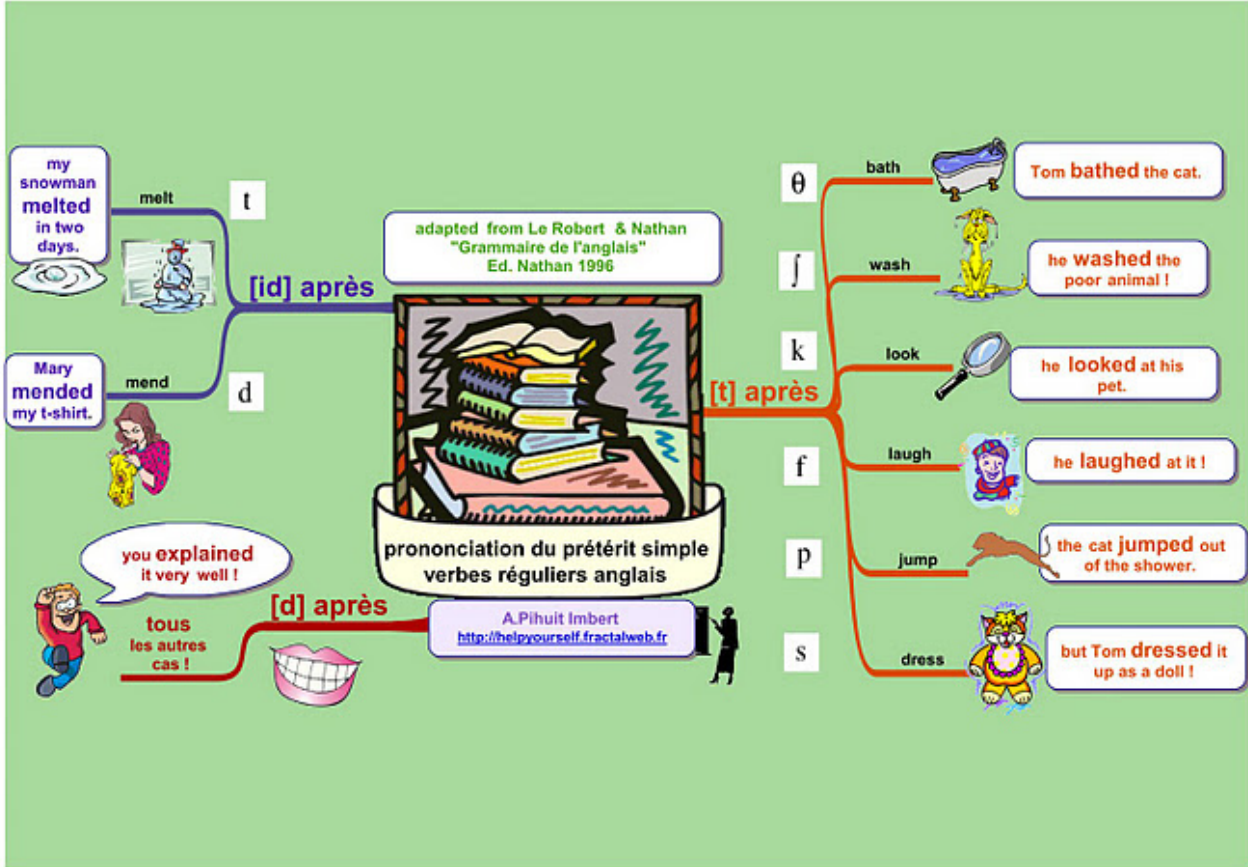 my
snowman
melted
in two
days.
melt
t
[id] après
Mary
mended
my t-shirt.
mend
d
adapted from Le Robert & Nathan
"Grammaire de l'anglais"
Ed. Nathan 1996
prononciation du prétérit simple
verbes réguliers anglais
you explained
it very well !
tous
les autres
cas !
[d] après
A.Pihuit Imbert
http://helpyourself.fractalweb.fr
[t] après
θ
bath
Tom bathed the cat.
ʃ
wash
he washed the
poor animal !
k
look
he looked at his
pet.
f
laugh
he laughed at it !
p
jump
the cat jumped out
of the shower.
s
dress
but Tom dressed it
up as a doll !